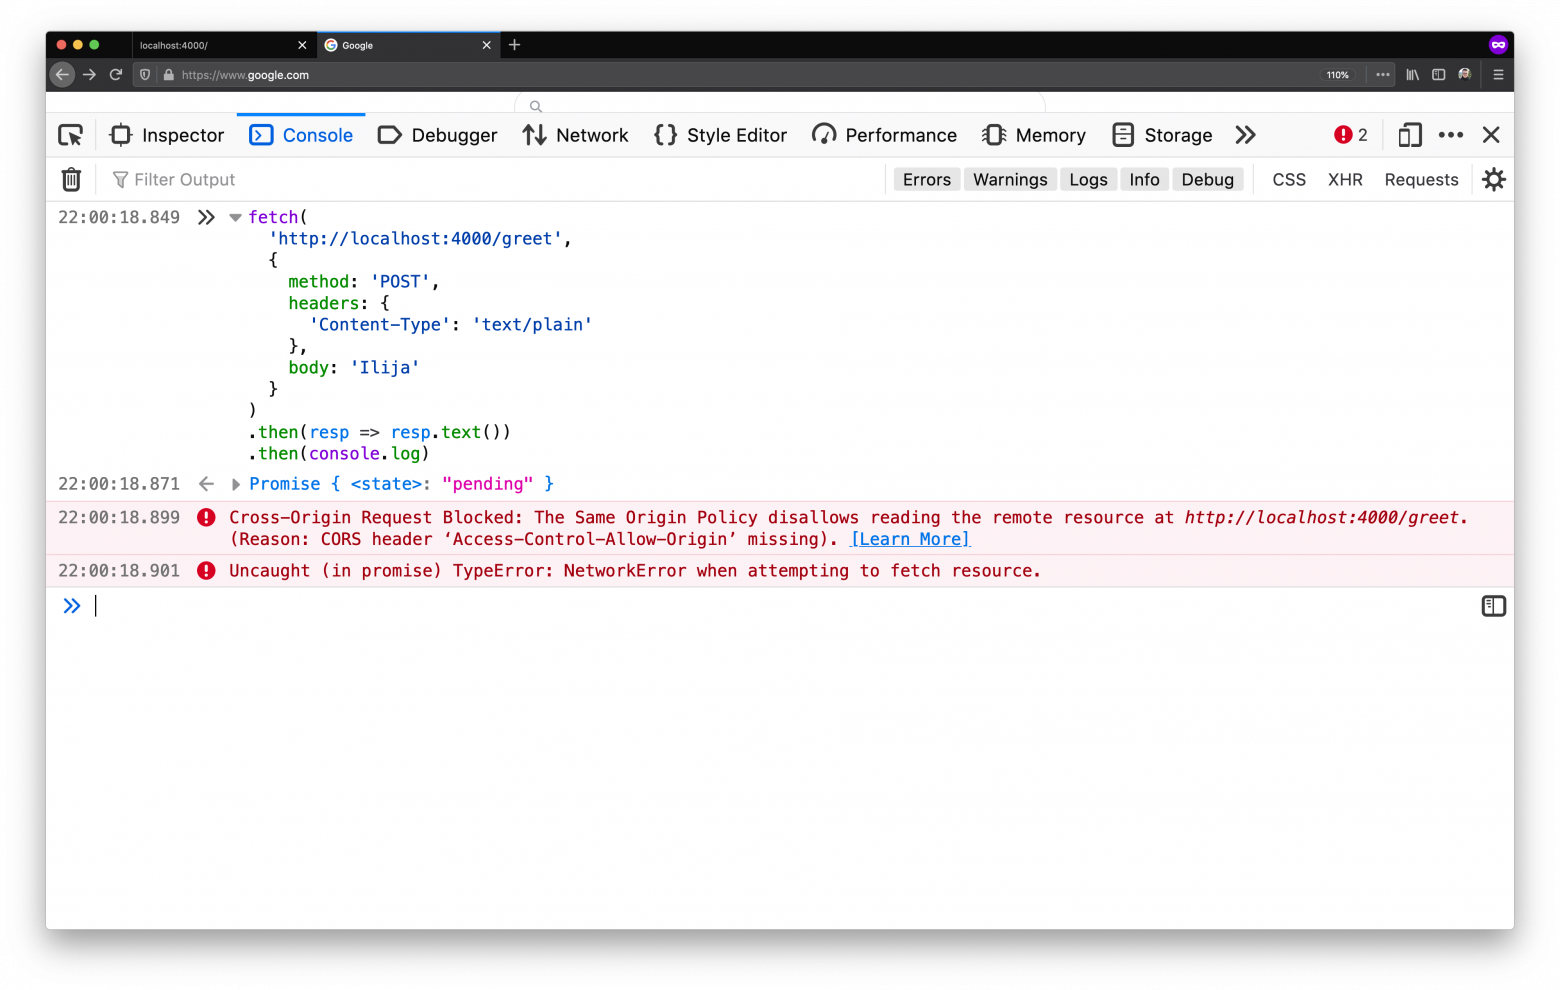 localhost:4000/
Google
https://www.google.com
110%
Inspector
Console
Debugger
Network
Style Editor
Performance
Memory
Storage
2
Filter Output
Errors
Warnings
Logs
Info
Debug
CSS
XHR
Requests
22:00:18.849 fetch(
'http://localhost:4000/greet',
{
method: 'POST',
headers: {
'Content-Type': 'text/plain'
},
body: 'Ilija'
}
)
.then(resp => resp.text())
.then(console.log)
22:00:18.871 Promise { <state>: "pending" }
22:00:18.899 Cross-Origin Request Blocked: The Same Origin Policy disallows reading the remote resource at http://localhost:4000/greet.
(Reason: CORS header ‘Access-Control-Allow-Origin’ missing). [Learn More]
22:00:18.901 Uncaught (in promise) TypeError: NetworkError when attempting to fetch resource.